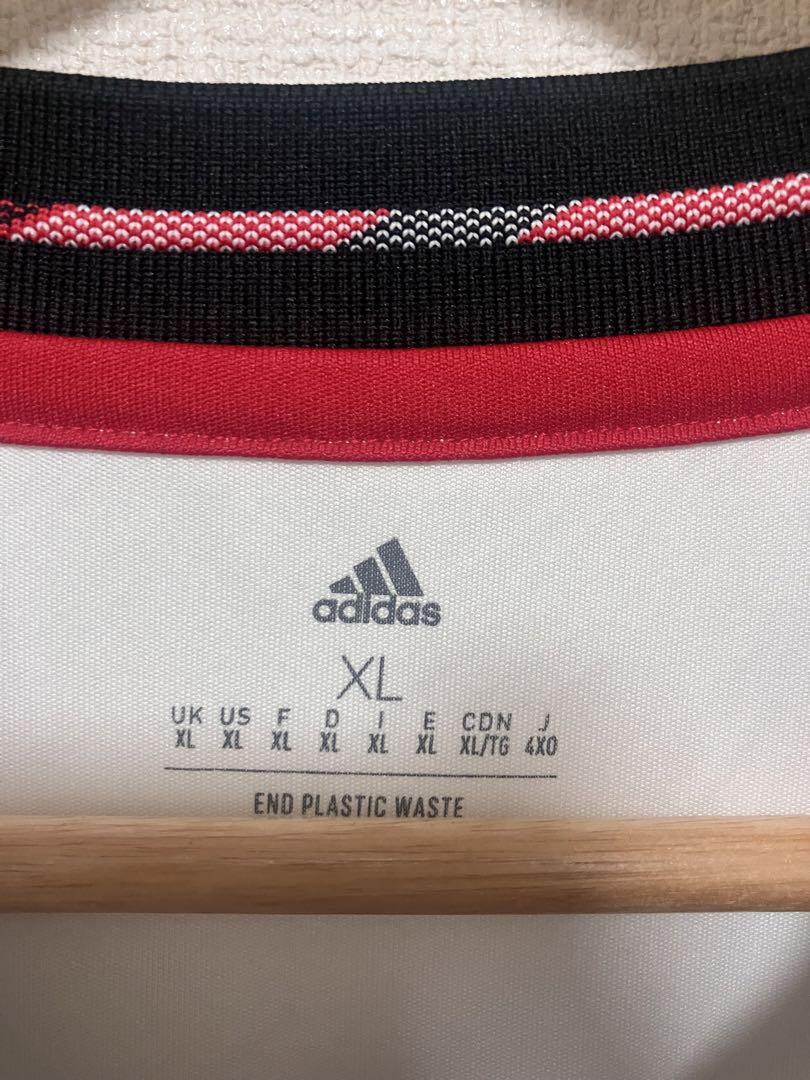 adidas
XL
UK US F D I E CDN J
XL XL XL XL XL XL XL/TG 4XO
END PLASTIC WASTE